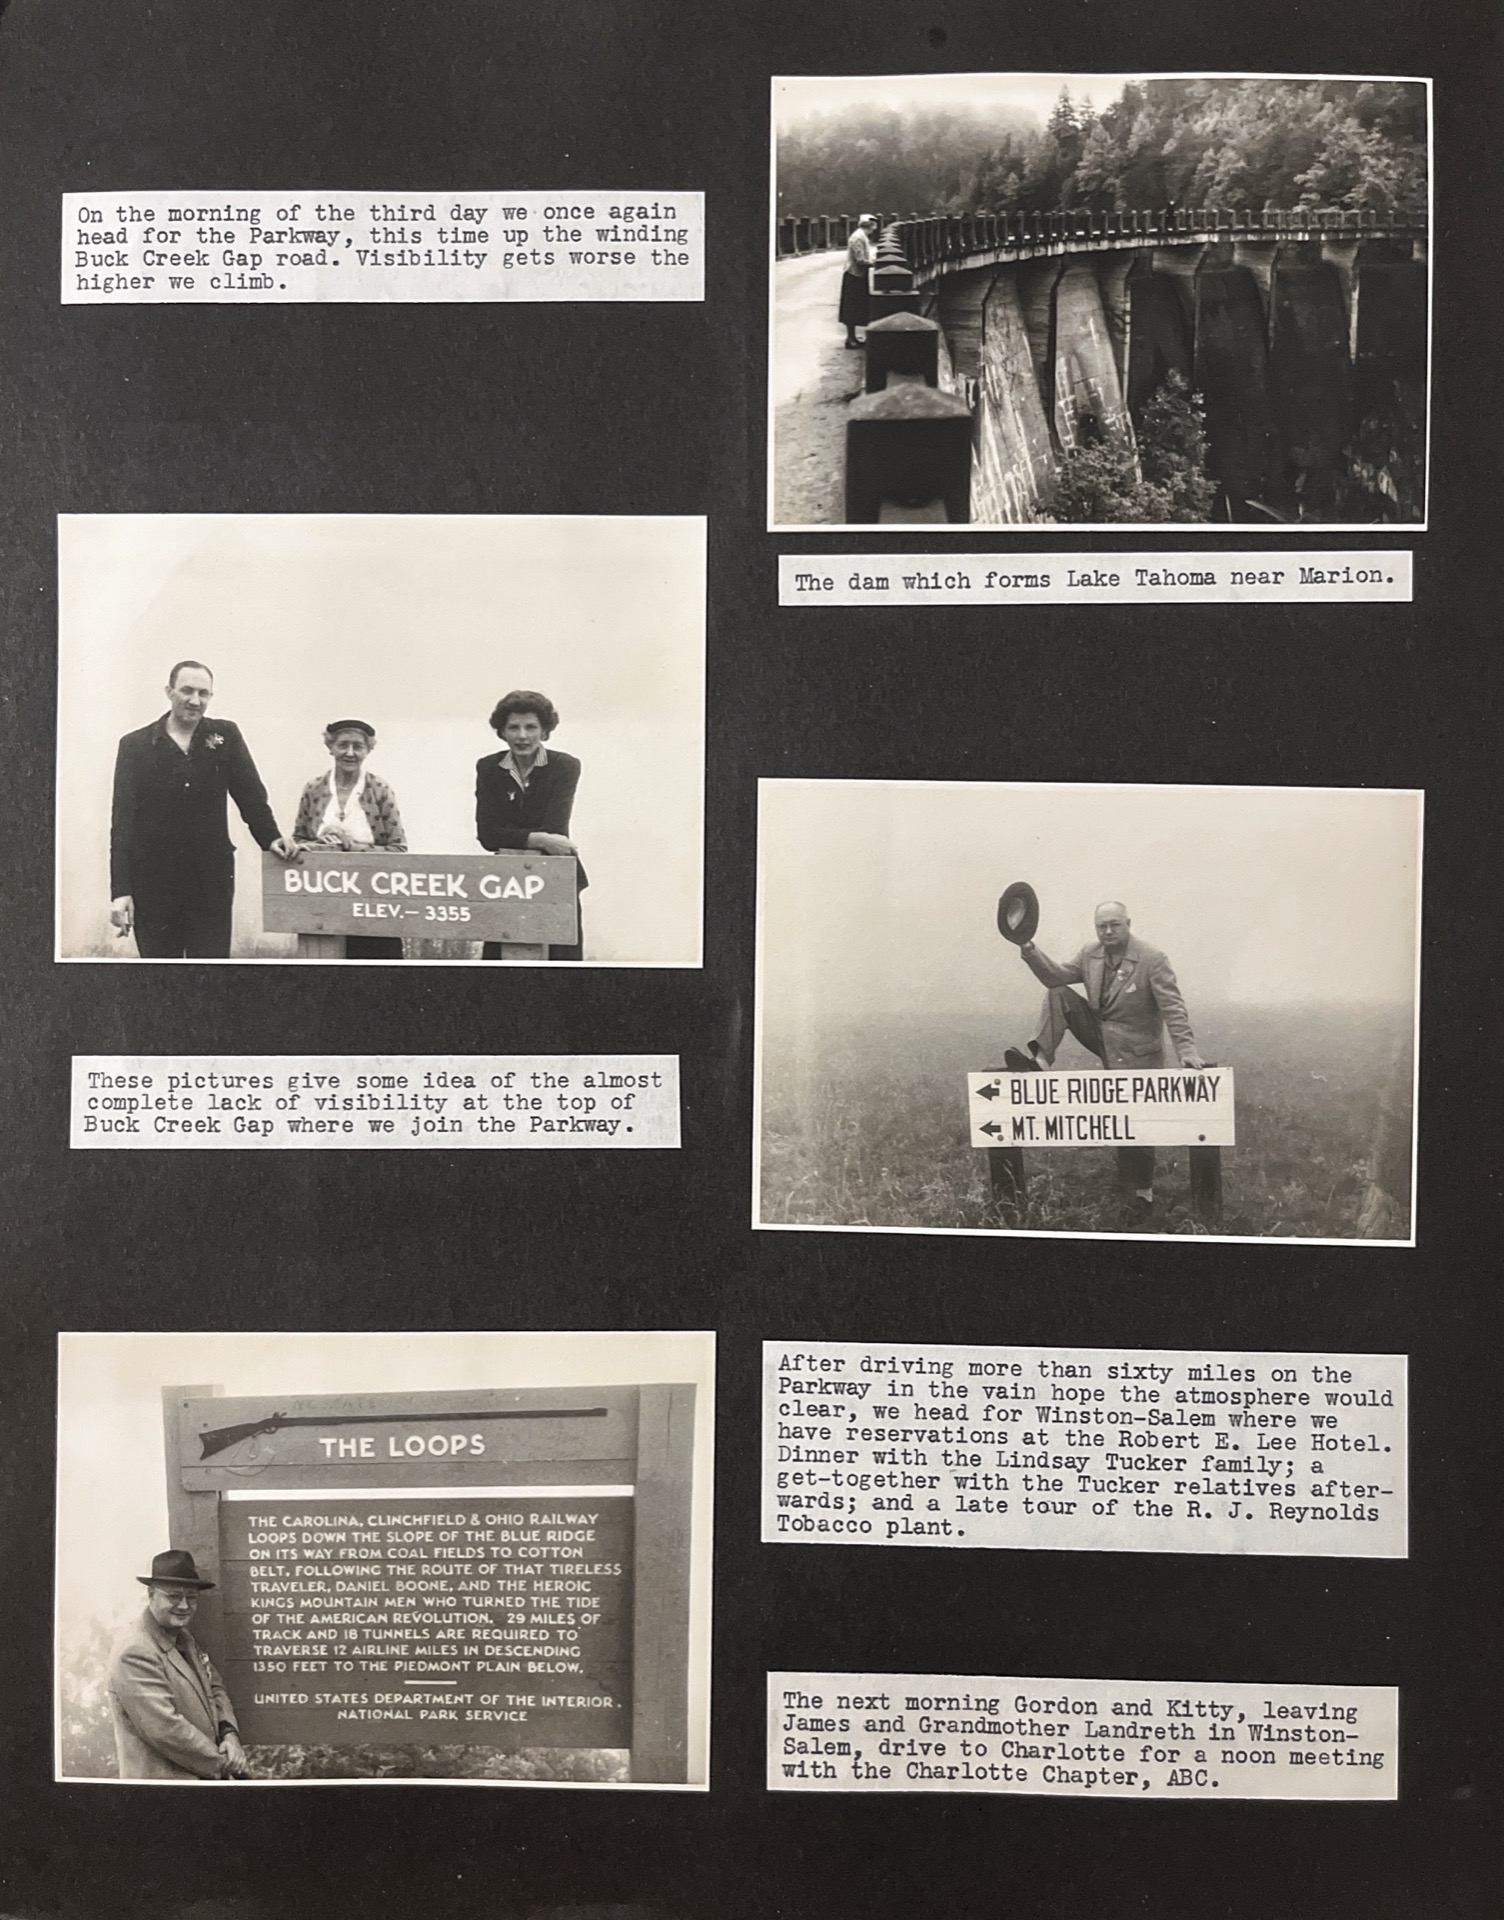 On the morning of the third day we once again
head for the Parkway, this time up the winding
Buck Creek Gap road. Visibility gets worse the
higher we climb.
The dam which forms Lake Tahoma near Marion.
BUCK CREEK GAP
ELEV.— 3355
These pictures give some idea of the almost
complete lack of visibility at the top of
Buck Creek Gap where we join the Parkway.
BLUE RIDGE PARKWAY
MT. MITCHELL
THE LOOPS
THE CAROLINA, CLINCHFIELD & OHIO RAILWAY
LOOPS DOWN THE SLOPE OF THE BLUE RIDGE
ON ITS WAY FROM COAL FIELDS TO COTTON
BELT, FOLLOWING THE ROUTE OF THAT TIRELESS
TRAVELER, DANIEL BOONE, AND THE HEROIC
KINGS MOUNTAIN MEN WHO TURNED THE TIDE
OF THE AMERICAN REVOLUTION. 29 MILES OF
TRACK AND 18 TUNNELS ARE REQUIRED TO
TRAVERSE 12 AIRLINE MILES IN DESCENDING
1350 FEET TO THE PIEDMONT PLAIN BELOW.
UNITED STATES DEPARTMENT OF THE INTERIOR.
NATIONAL PARK SERVICE
After driving more than sixty miles on the
Parkway in the vain hope the atmosphere would
clear, we head for Winston-Salem where we
have reservations at the Robert E. Lee Hotel.
Dinner with the Lindsay Tucker family; a
get-together with the Tucker relatives after-
wards; and a late tour of the R. J. Reynolds
Tobacco plant.
The next morning Gordon and Kitty, leaving
James and Grandmother Landreth in Winston-
Salem, drive to Charlotte for a noon meeting
with the Charlotte Chapter, ABC.